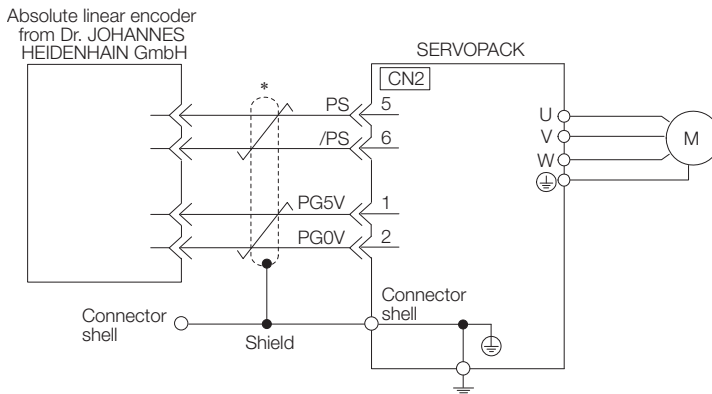 Absolute linear encoder
from Dr. JOHANNES
HEIDENHAIN GmbH
SERVOPACK
CN2
*
PS 5
/PS 6
PG5V 1
PG0V 2
U
V
W
M
Connector
shell
Shield
Connector
shell